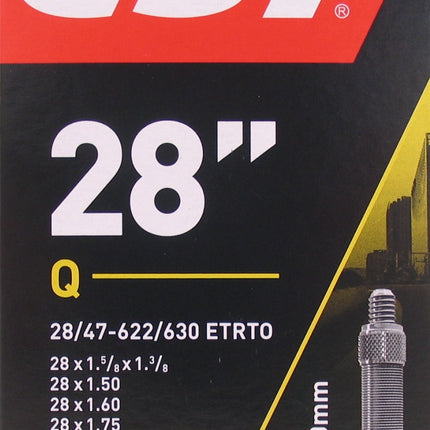 ®
28"
Q
28/47-622/630 ETRTO
28 x 1.⁵/₈ x 1.³/₈
28 x 1.50
28 x 1.60
28 x 1.75